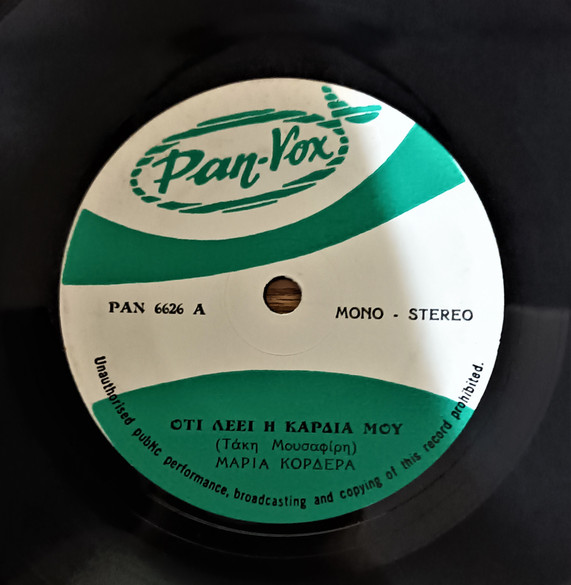 Pan-Vox
PAN 6626 A
MONO - STEREO
ΟΤΙ ΛΕΕΙ Η ΚΑΡΔΙΑ ΜΟΥ
(Τάκη Μουσαφίρη)
ΜΑΡΙΑ ΚΟΡΔΕΡΑ
Unauthorised public performance, broadcasting and copying of this record prohibited.